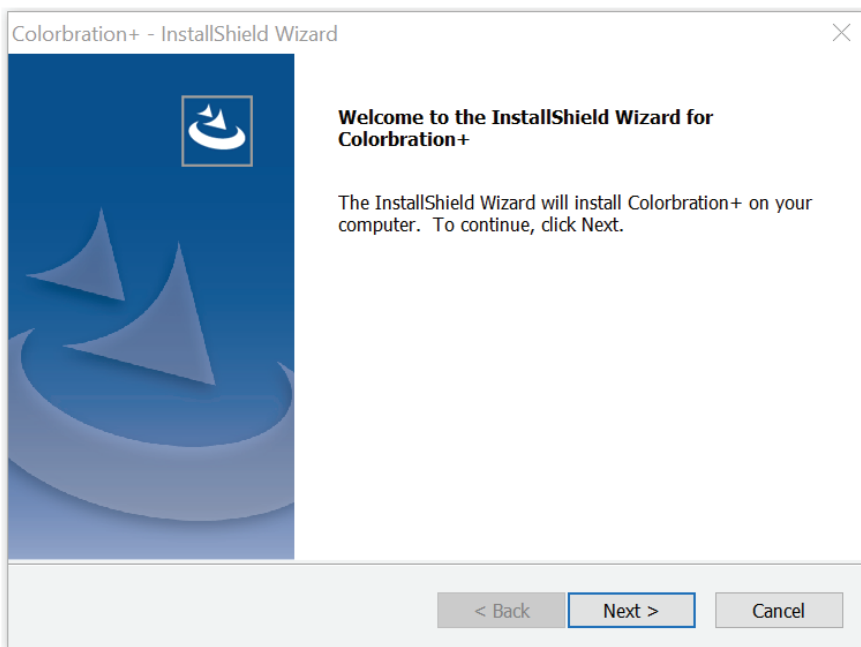 Colorbration+ - InstallShield Wizard
Welcome to the InstallShield Wizard for
Colorbration+
The InstallShield Wizard will install Colorbration+ on your
computer.  To continue, click Next.
< Back
Next >
Cancel